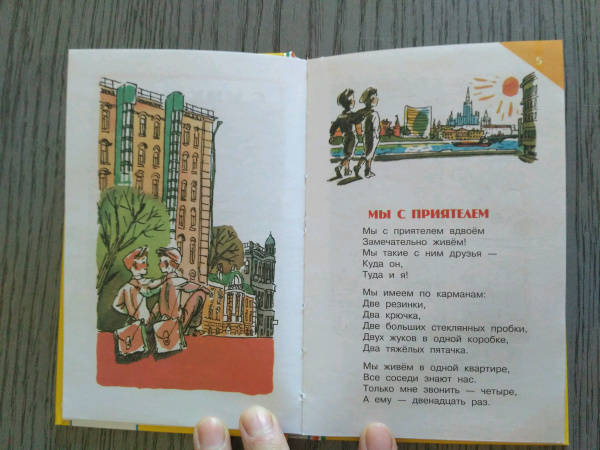 5
МЫ С ПРИЯТЕЛЕМ
Мы с приятелем вдвоём
Замечательно живём!
Мы такие с ним друзья —
Куда он,
Туда и я!
Мы имеем по карманам:
Две резинки,
Два крючка,
Две больших стеклянных пробки,
Двух жуков в одной коробке,
Два тяжёлых пятачка.
Мы живём в одной квартире,
Все соседи знают нас.
Только мне звонить — четыре,
А ему — двенадцать раз.